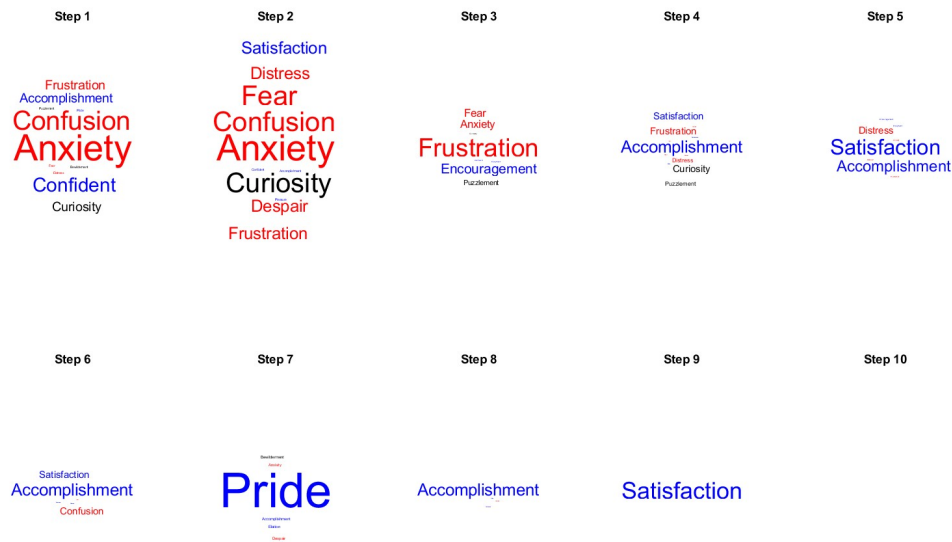 Step 1
Step 2
Step 3
Step 4
Step 5
Frustration
Accomplishment
Confusion
Anxiety
Confident
Curiosity
Satisfaction
Distress
Fear
Confusion
Anxiety
Curiosity
Despair
Frustration
Fear
Anxiety
Frustration
Encouragement
Puzzlement
Satisfaction
Frustration
Accomplishment
Distress
Curiosity
Puzzlement
Distress
Satisfaction
Accomplishment
Step 6
Step 7
Step 8
Step 9
Step 10
Satisfaction
Accomplishment
Confusion
Bewilderment
Anxiety
Pride
Accomplishment
Elation
Despair
Accomplishment
Satisfaction